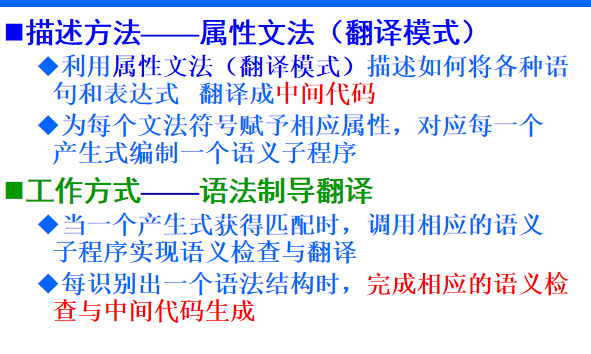 ■描述方法——属性文法（翻译模式）
◆利用属性文法（翻译模式）描述如何将各种语
句和表达式 翻译成中间代码
◆为每个文法符号赋予相应属性，对应每一个
产生式编制一个语义子程序
■工作方式——语法制导翻译
◆当一个产生式获得匹配时，调用相应的语义
子程序实现语义检查与翻译
◆每识别出一个语法结构时，完成相应的语义检
查与中间代码生成